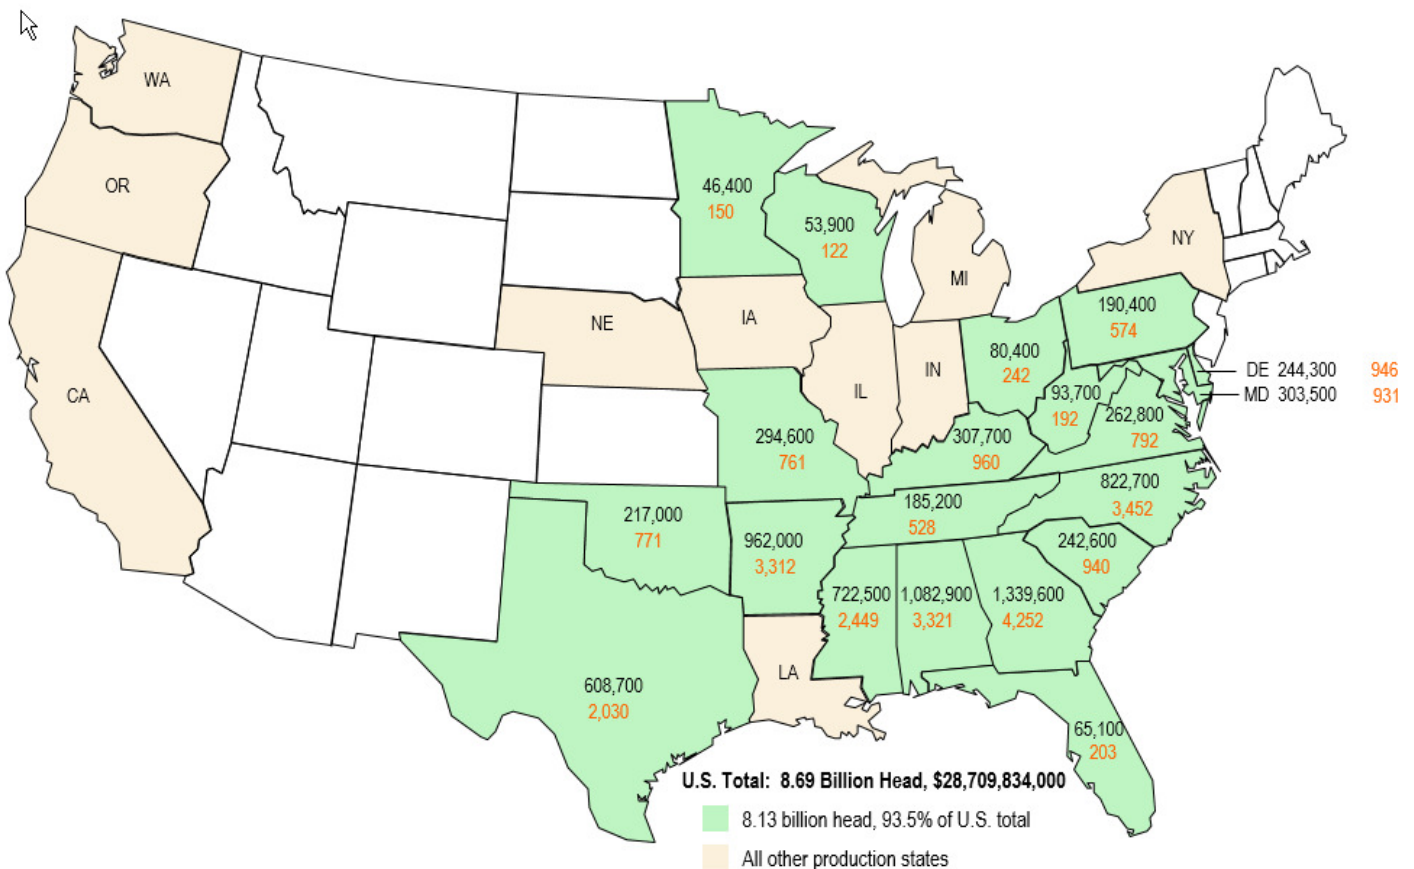 WA
OR
46,400
150
53,900
122
NY
MI
190,400
574
NE
IA
80,400
242
DE 244,300 946
MD 303,500 931
IN
IL
CA
93,700
192
262,800
792
294,600
761
307,700
960
822,700
3,452
185,200
528
217,000
771
962,000
3,312
242,600
940
722,500
2,449
1,082,900
3,321
1,339,600
4,252
LA
608,700
2,030
65,100
203
U.S. Total: 8.69 Billion Head, $28,709,834,000
8.13 billion head, 93.5% of U.S. total
All other production states